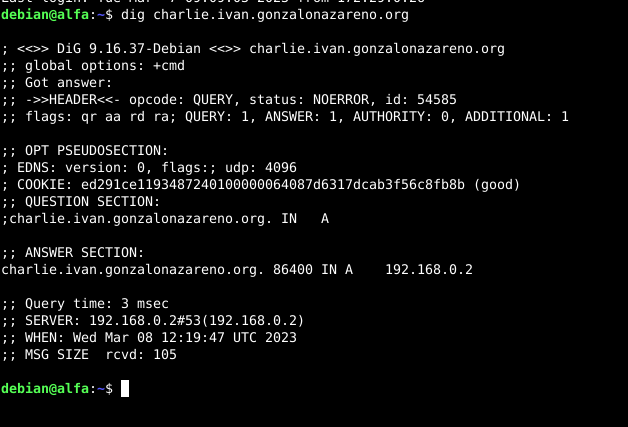 debian@alfa:~$ dig charlie.ivan.gonzalonazareno.org
; <<>> DiG 9.16.37-Debian <<>> charlie.ivan.gonzalonazareno.org
;; global options: +cmd
;; Got answer:
;; ->>HEADER<<- opcode: QUERY, status: NOERROR, id: 54585
;; flags: qr aa rd ra; QUERY: 1, ANSWER: 1, AUTHORITY: 0, ADDITIONAL: 1
;; OPT PSEUDOSECTION:
; EDNS: version: 0, flags:; udp: 4096
; COOKIE: ed291ce1193487240100000064087d6317dcab3f56c8fb8b (good)
;; QUESTION SECTION:
;charlie.ivan.gonzalonazareno.org. IN	A
;; ANSWER SECTION:
charlie.ivan.gonzalonazareno.org. 86400 IN A	192.168.0.2
;; Query time: 3 msec
;; SERVER: 192.168.0.2#53(192.168.0.2)
;; WHEN: Wed Mar 08 12:19:47 UTC 2023
;; MSG SIZE  rcvd: 105
debian@alfa:~$